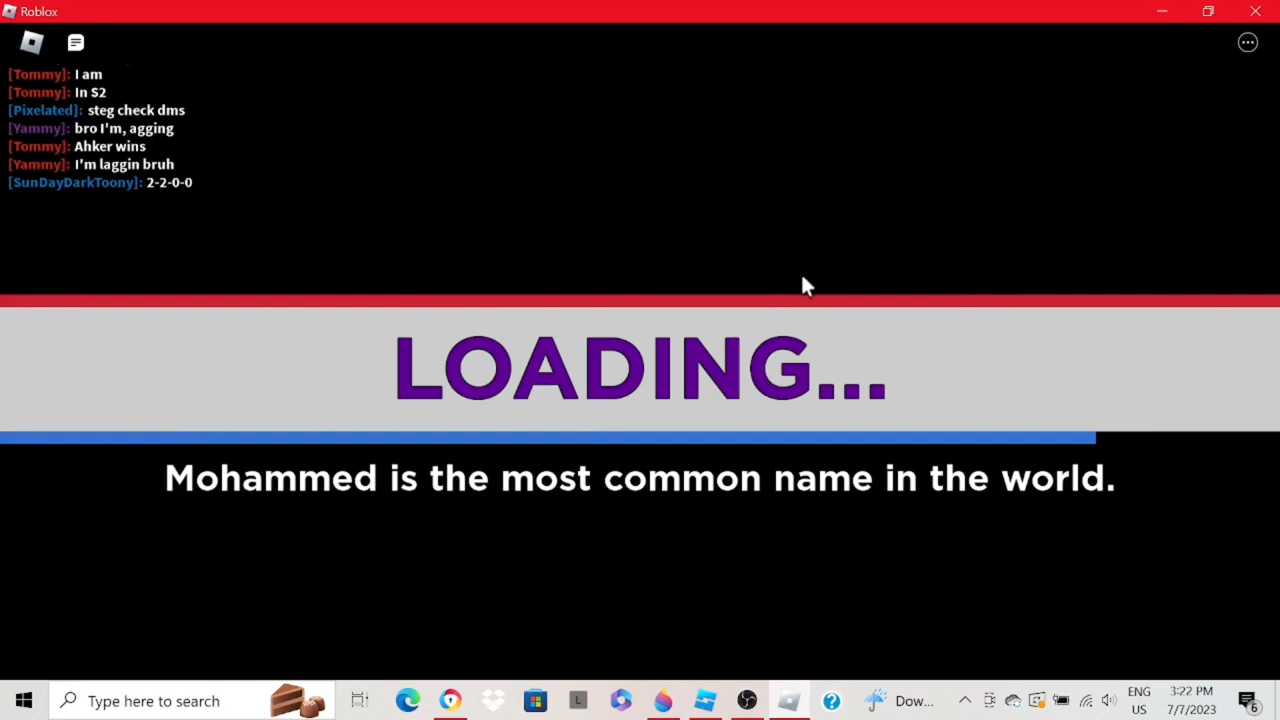 Roblox
[Tommy]: I am
[Tommy]: In S2
[Pixelated]: steg check dms
[Yammy]: bro I'm, agging
[Tommy]: Ahker wins
[Yammy]: I'm laggin bruh
[SunDayDarkToony]: 2-2-0-0
LOADING...
Mohammed is the most common name in the world.
Type here to search
L
Dow...
ENG
US
3:22 PM
7/7/2023
6